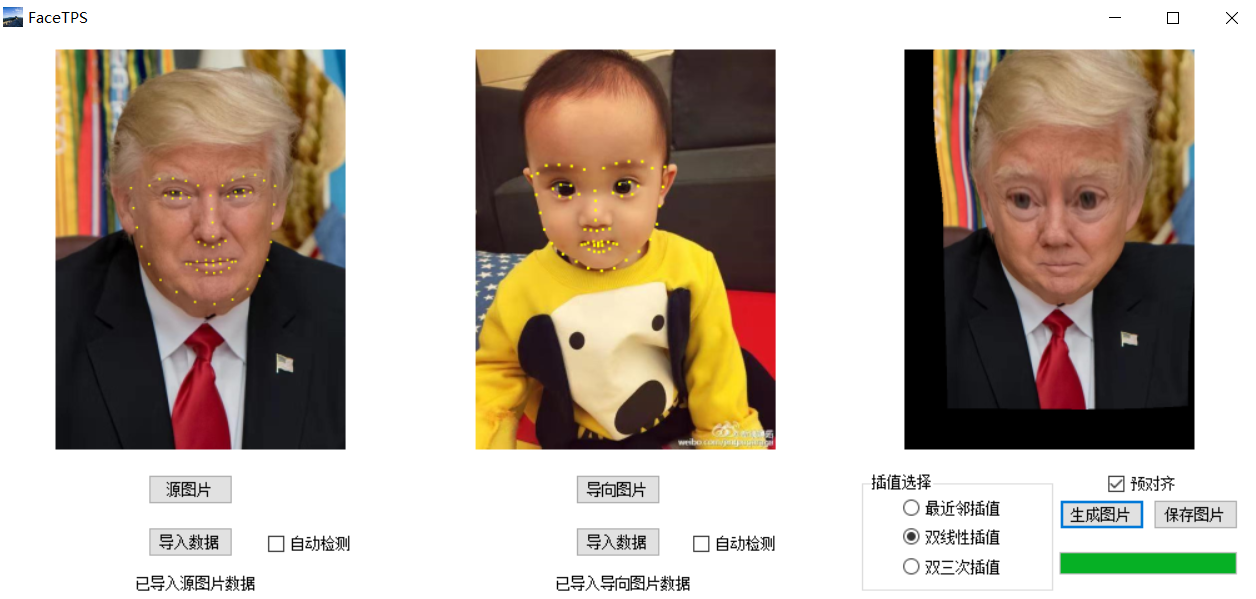 FaceTPS
weibo.com/
源图片
导向图片
插值选择
预对齐
最近邻插值
生成图片
保存图片
导入数据
自动检测
导入数据
自动检测
双线性插值
双三次插值
已导入源图片数据
已导入导向图片数据